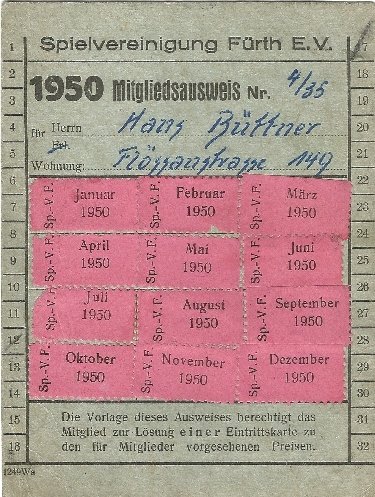 Spielvereinigung Fürth E.V.
1950 Mitgliedsausweis Nr. 4/35
für Herrn Hans Büttner
Frl.
Wohnung: 149
Januar Februar März
Sp.-V. F. 1950 Sp.-V. F. 1950 Sp.-V. F. 1950
April Mai Juni
Sp.-V. F. 1950 Sp.-V. F. 1950 Sp.-V. F. 1950
Juli August September
Sp.-V. F. 1950 Sp.-V. F. 1950 Sp.-V. F. 1950
Oktober November Dezember
Sp.-V. F. 1950 Sp.-V. F. 1950 Sp.-V. F. 1950
Die Vorlage dieses Ausweises berechtigt das
Mitglied zur Lösung einer Eintrittskarte zu
den für Mitglieder vorgesehenen Preisen.
1 2 3 4 5 6 7 8 9 10 11 12 13 14 15 16
17 18 20 21 22 23 24 25 26 27 28 29 30 31 32